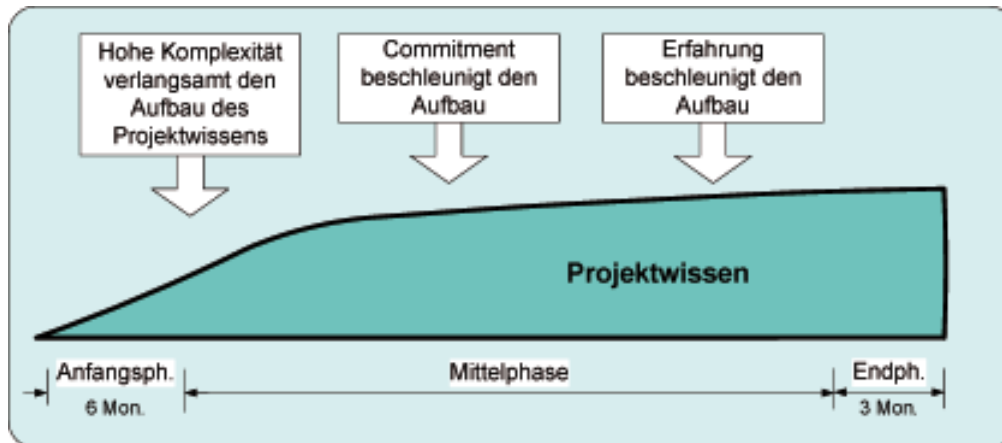 Hohe Komplexität
verlangsamt den
Aufbau des
Projektwissens
Commitment
beschleunigt den
Aufbau
Erfahrung
beschleunigt den
Aufbau
Projektwissen
Anfangsph.
6 Mon.
Mittelphase
Endph.
3 Mon.